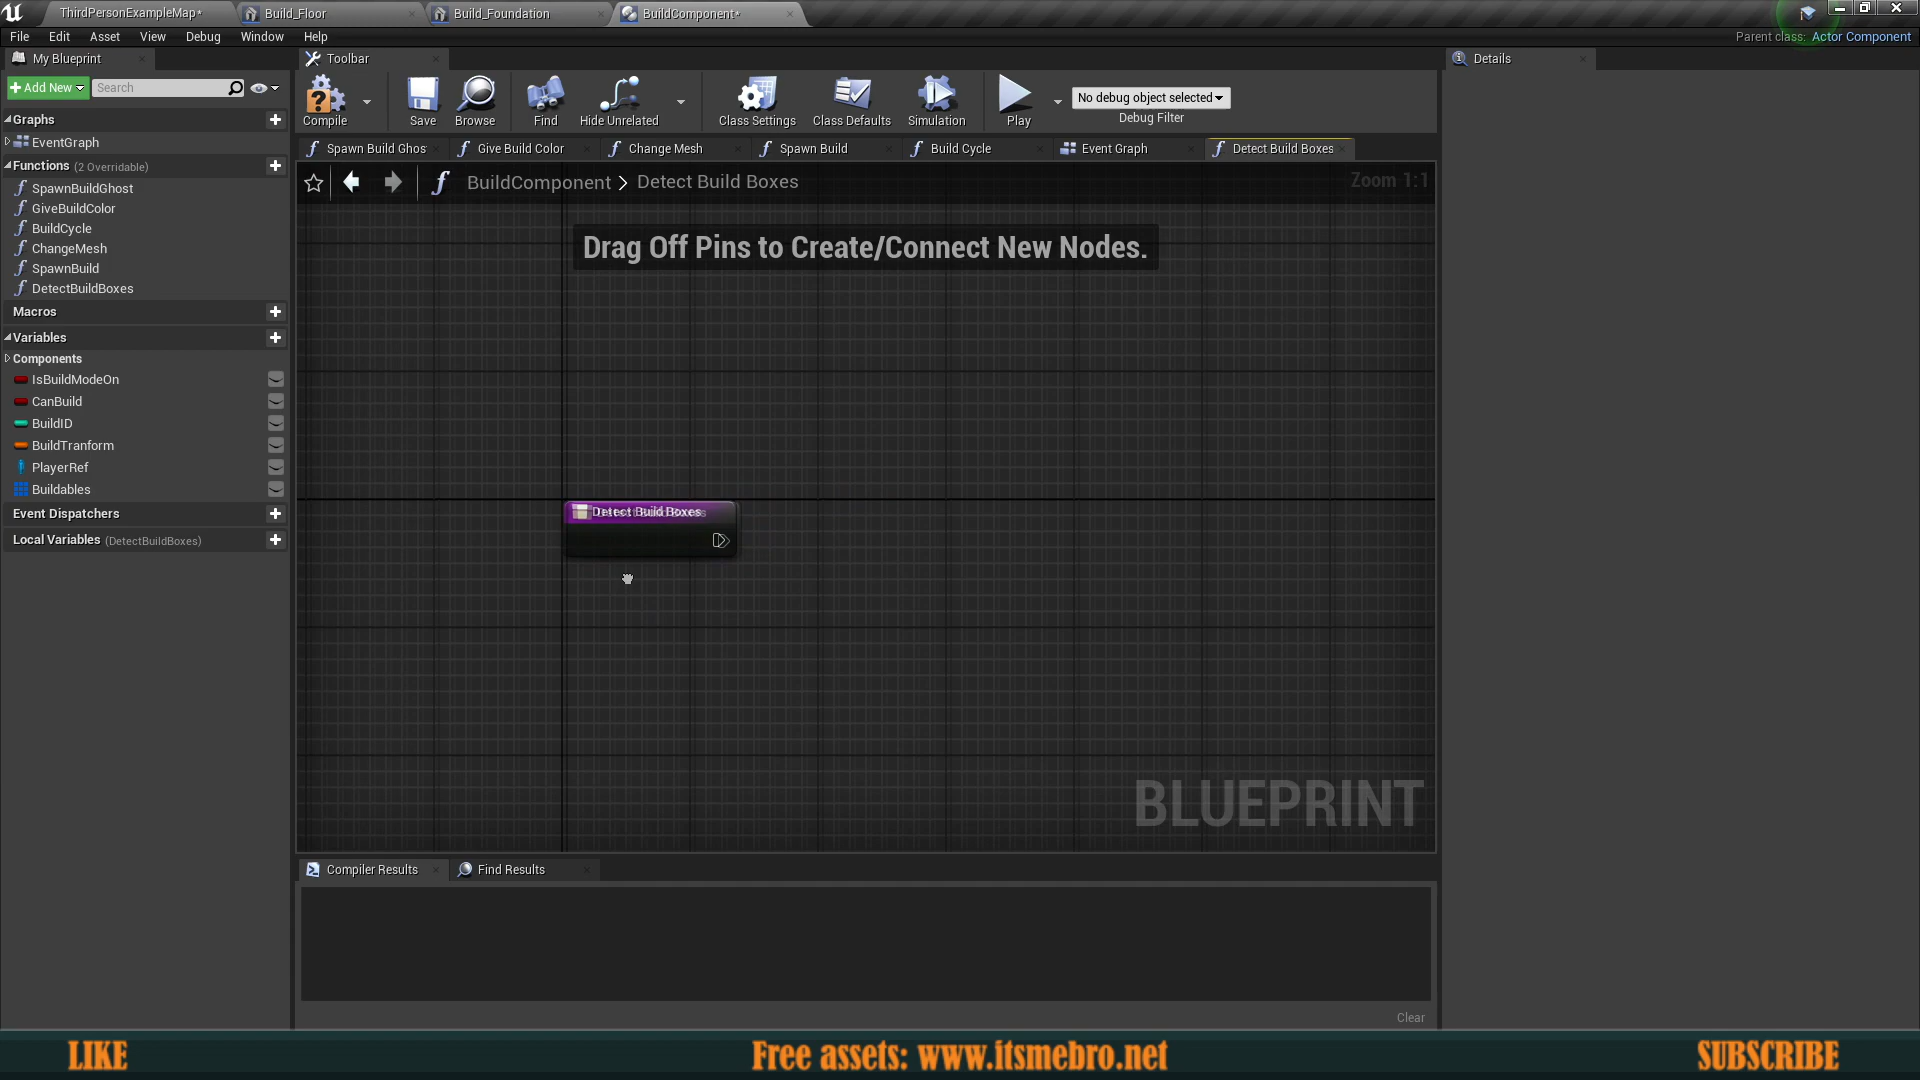 ThirdPersonExampleMap*
Build_Floor
Build_Foundation
BuildComponent*
File Edit Asset View Debug Window Help
Parent class: Actor Component
My Blueprint
Toolbar
Details
Add New
Search
Compile
Save
Browse
Find
Hide Unrelated
Class Settings
Class Defaults
Simulation
Play
No debug object selected
Debug Filter
Graphs
EventGraph
Functions (2 Overridable)
SpawnBuildGhost
GiveBuildColor
BuildCycle
ChangeMesh
SpawnBuild
DetectBuildBoxes
Macros
Variables
Components
IsBuildModeOn
CanBuild
BuildID
BuildTranform
PlayerRef
Buildables
Event Dispatchers
Local Variables (DetectBuildBoxes)
Spawn Build Ghos
Give Build Color
Change Mesh
Spawn Build
Build Cycle
Event Graph
Detect Build Boxes
BuildComponent > Detect Build Boxes
Zoom 1:1
Drag Off Pins to Create/Connect New Nodes.
Detect Build Boxes
BLUEPRINT
Compiler Results
Find Results
Clear
LIKE
Free assets: www.itsmebro.net
SUBSCRIBE